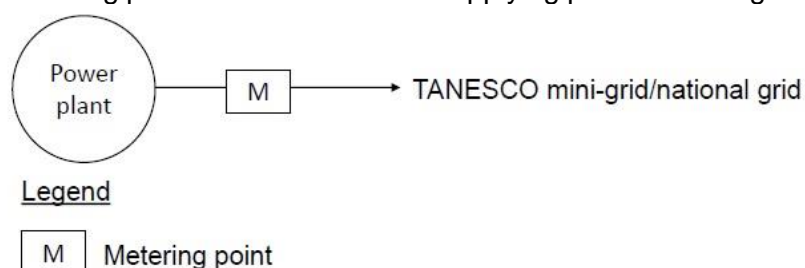 Power
plant
M
TANESCO mini-grid/national grid
Legend
M Metering point